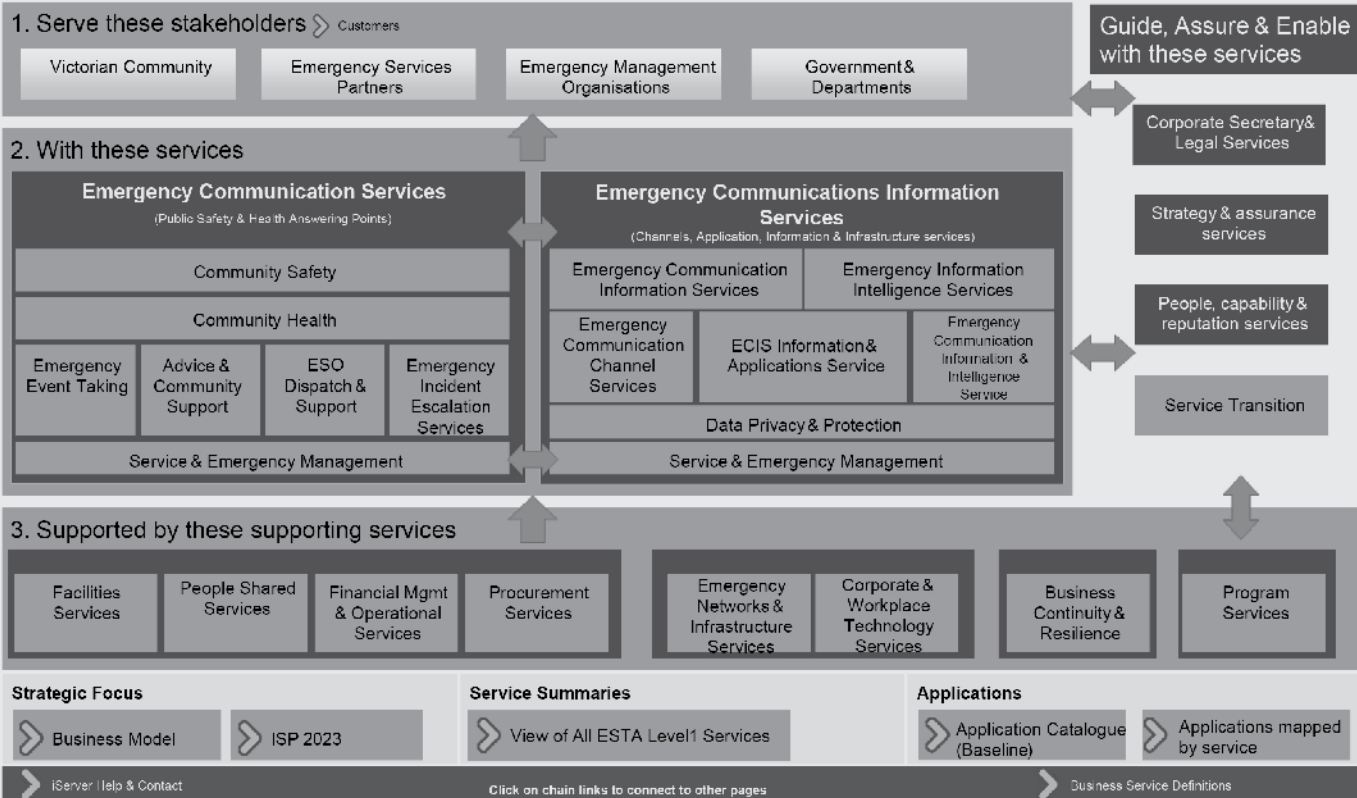 1. Serve these stakeholders
Customers
Victorian Community
Emergency Services
Partners
Emergency Management
Organisations
Government &
Departments
Guide, Assure & Enable
with these services
Corporate Secretary&
Legal Services
Strategy & assurance
services
People, capability &
reputation services
Service Transition
2. With these services
Emergency Communication Services
(Public Safety & Health Answering Points)
Community Safety
Community Health
Emergency
Event Taking
Advice &
Community
Support
ESO
Dispatch &
Support
Emergency
Incident
Escalation
Services
Service & Emergency Management
Emergency Communications Information
Services
(Channels, Application, Information & Infrastructure services)
Emergency Communication
Information Services
Emergency Information
Intelligence Services
Emergency
Communication
Channel
Services
ECIS Information &
Applications Service
Emergency
Communication
Information &
Intelligence
Service
Data Privacy & Protection
Service & Emergency Management
3. Supported by these supporting services
Facilities
Services
People Shared
Services
Financial Mgmt
& Operational
Services
Procurement
Services
Emergency
Networks &
Infrastructure
Services
Corporate &
Workplace
Technology
Services
Business
Continuity &
Resilience
Program
Services
Strategic Focus
Business Model
ISP 2023
Service Summaries
View of All ESTA Level1 Services
Applications
Application Catalogue
(Baseline)
Applications mapped
by service
iServer Help & Contact
Click on chain links to connect to other pages
Business Service Definitions